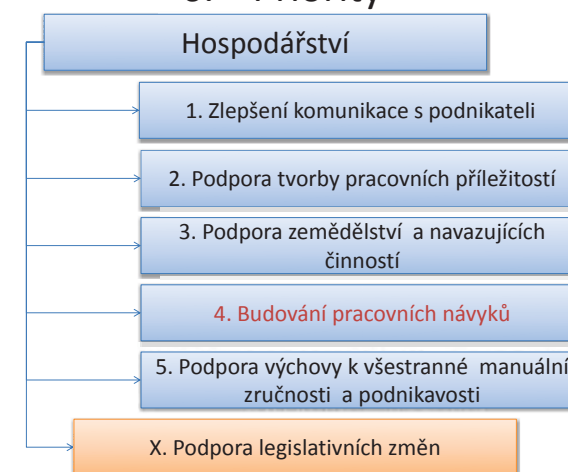 Hospodářství
1. Zlepšení komunikace s podnikateli
2. Podpora tvorby pracovních příležitostí
3. Podpora zemědělství a navazujících
činností
4. Budování pracovních návyků
5. Podpora výchovy k všestranné manuální
zručnosti a podnikavosti
X. Podpora legislativních změn